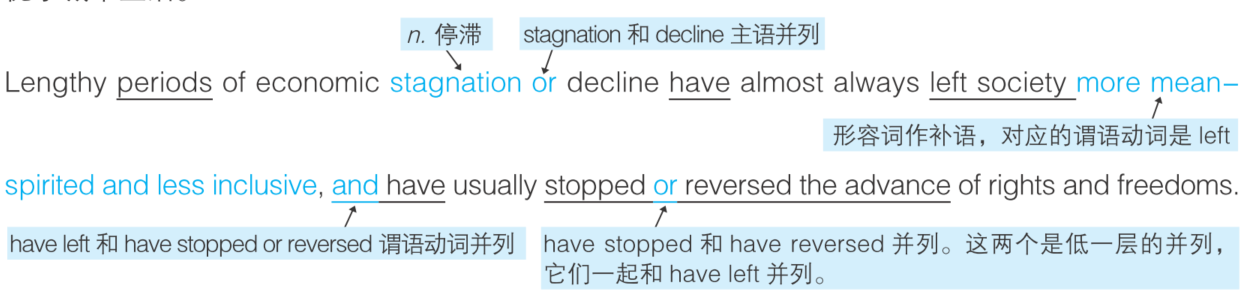 n. 停滞 stagnation 和 decline 主语并列
Lengthy periods of economic stagnation or decline have almost always left society more mean–
形容词作补语，对应的谓语动词是 left
spirited and less inclusive, and have usually stopped or reversed the advance of rights and freedoms.
have left 和 have stopped or reversed 谓语动词并列 have stopped 和 have reversed 并列。这两个是低一层的并列，
它们一起和 have left 并列。